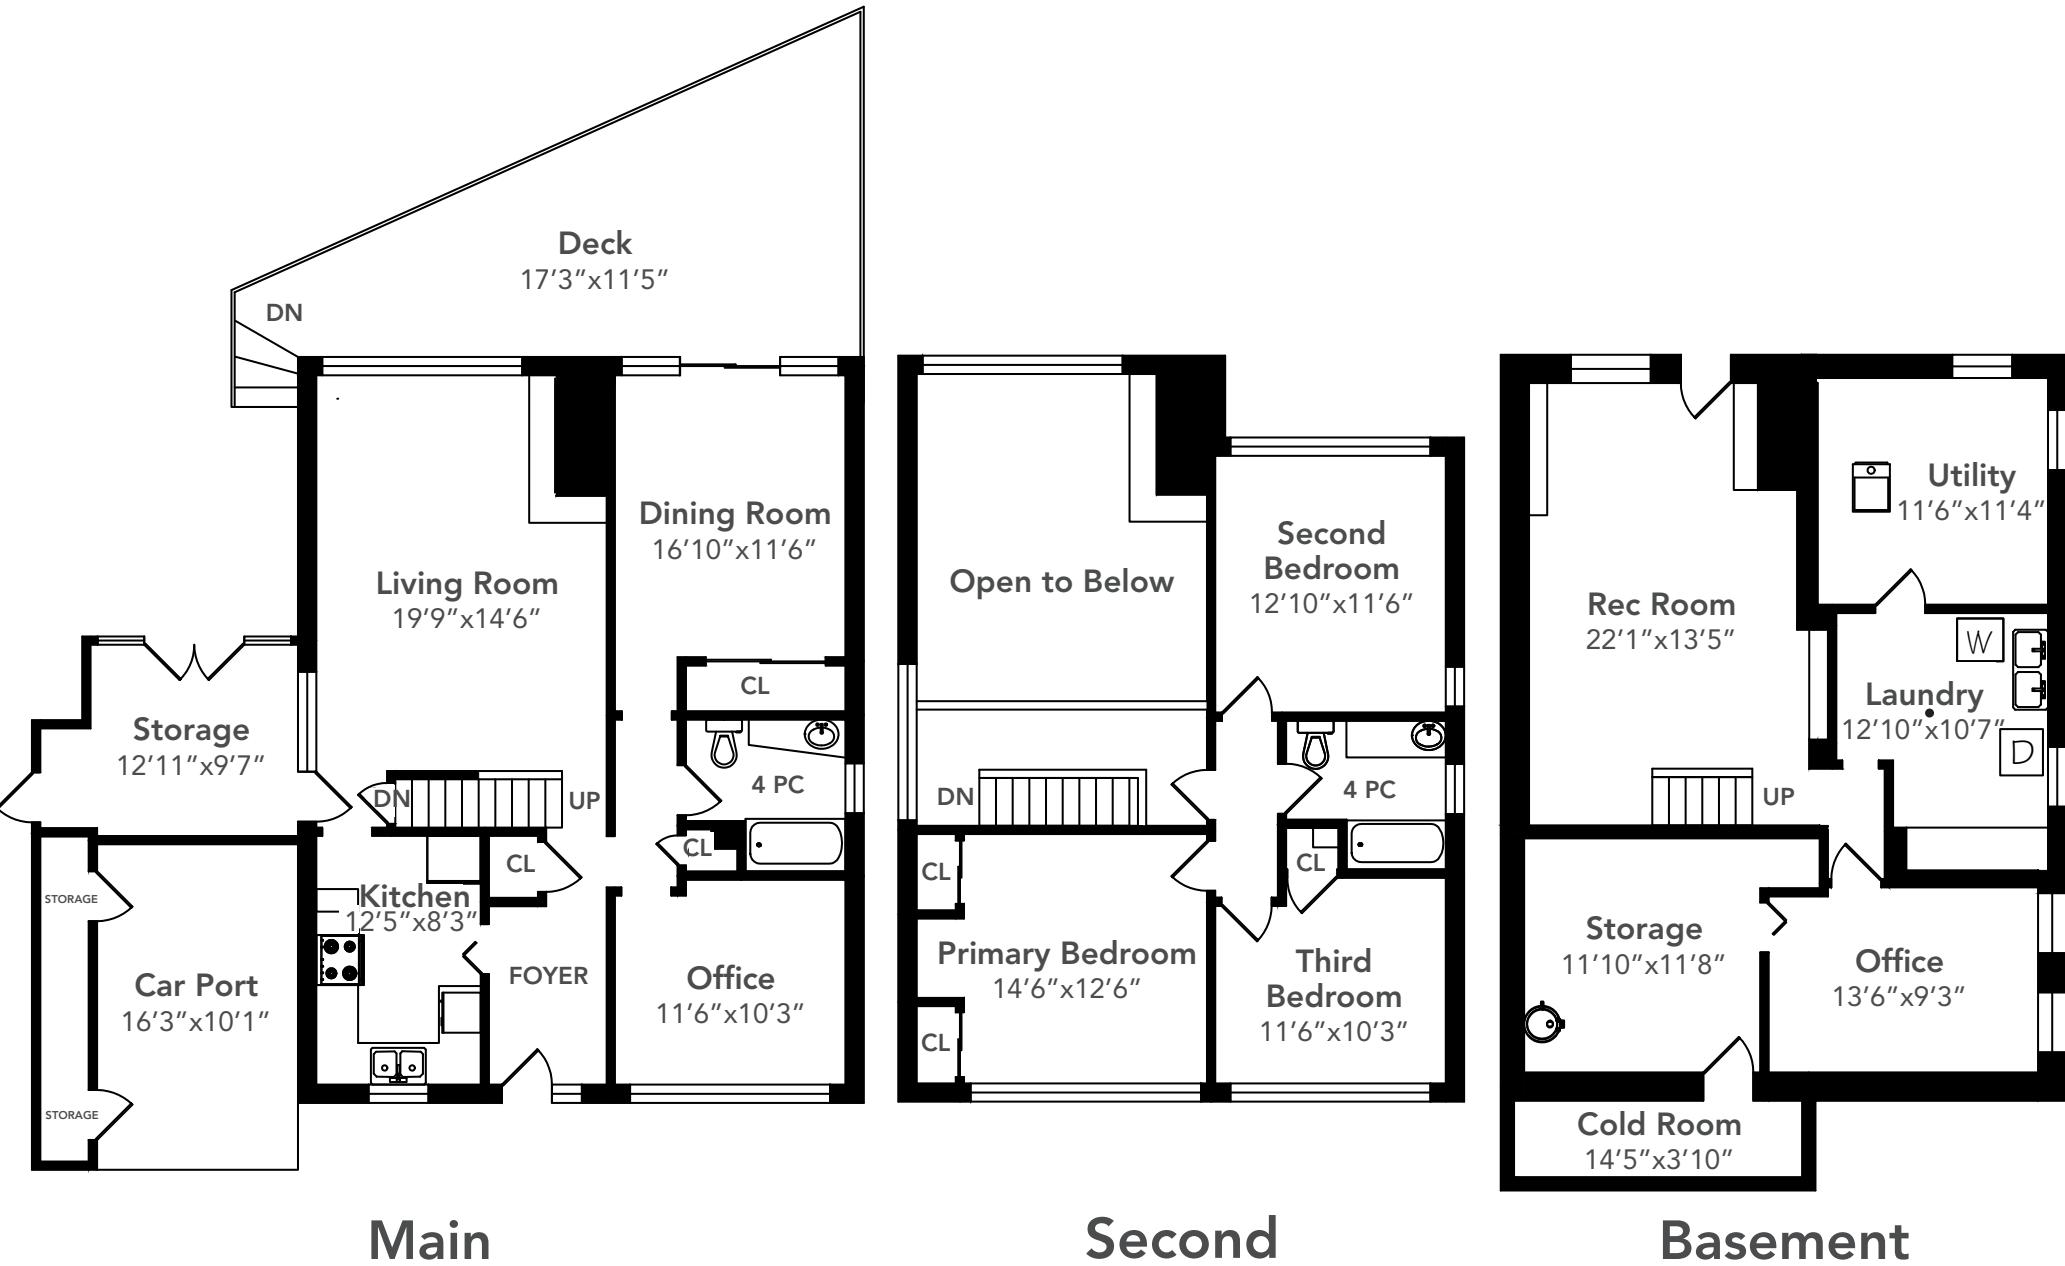 Deck
17’3”x11’5”
DN
Living Room
19’9”x14’6”
Dining Room
16’10”x11’6”
CL
Storage
12’11”x9’7”
DN
UP
4 PC
CL
CL
Kitchen
12’5”x8’3”
STORAGE
Car Port
16’3”x10’1”
FOYER
Office
11’6”x10’3”
STORAGE
Main
Open to Below
Second
Bedroom
12’10”x11’6”
DN
4 PC
CL
CL
Primary Bedroom
14’6”x12’6”
Third
Bedroom
11’6”x10’3”
CL
Second
Utility
11’6”x11’4”
Rec Room
22’1”x13’5”
W
Laundry
12’10”x10’7”
D
UP
Storage
11’10”x11’8”
Office
13’6”x9’3”
Cold Room
14’5”x3’10”
Basement